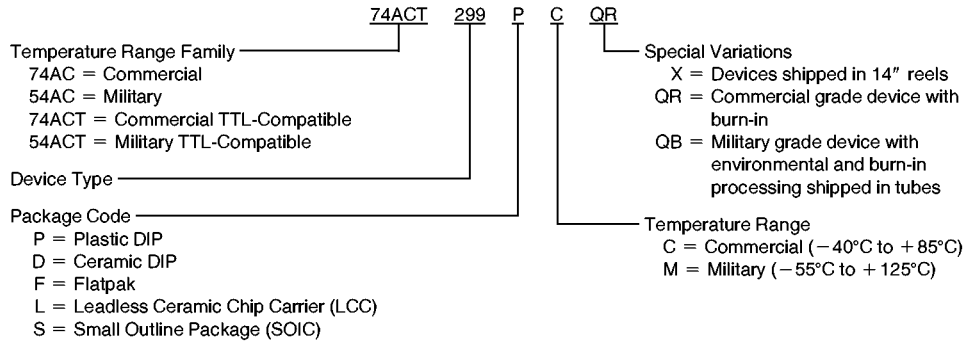 74ACT 299 P C QR
Temperature Range Family
74AC = Commercial
54AC = Military
74ACT = Commercial TTL-Compatible
54ACT = Military TTL-Compatible
Device Type
Package Code
P = Plastic DIP
D = Ceramic DIP
F = Flatpak
L = Leadless Ceramic Chip Carrier (LCC)
S = Small Outline Package (SOIC)
Special Variations
X = Devices shipped in 14″ reels
QR = Commercial grade device with
burn-in
QB = Military grade device with
environmental and burn-in
processing shipped in tubes
Temperature Range
C = Commercial (−40°C to +85°C)
M = Military (−55°C to +125°C)